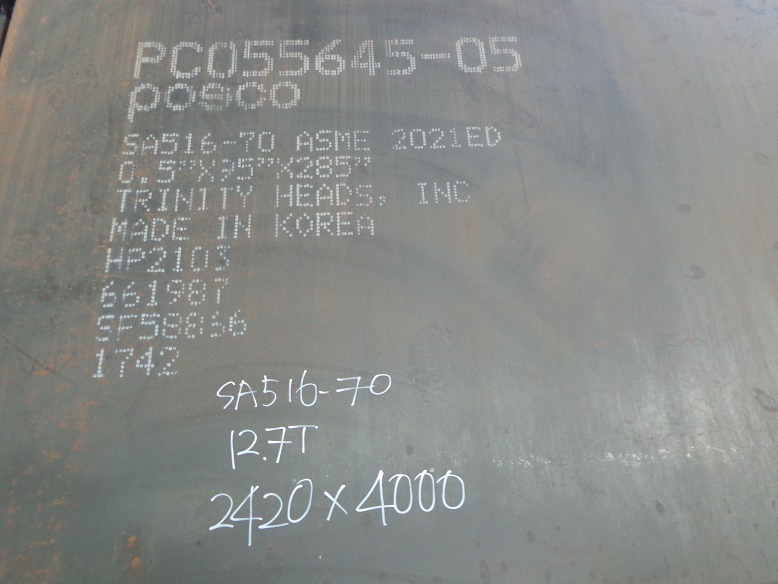 PC055645-05
posco
SA516-70 ASME 2021ED
0.5"X95"X285"
TRINITY HEADS, INC
MADE IN KOREA
HP2103
661987
SF58866
1742
SA516-70
12.7T
2420 x 4000